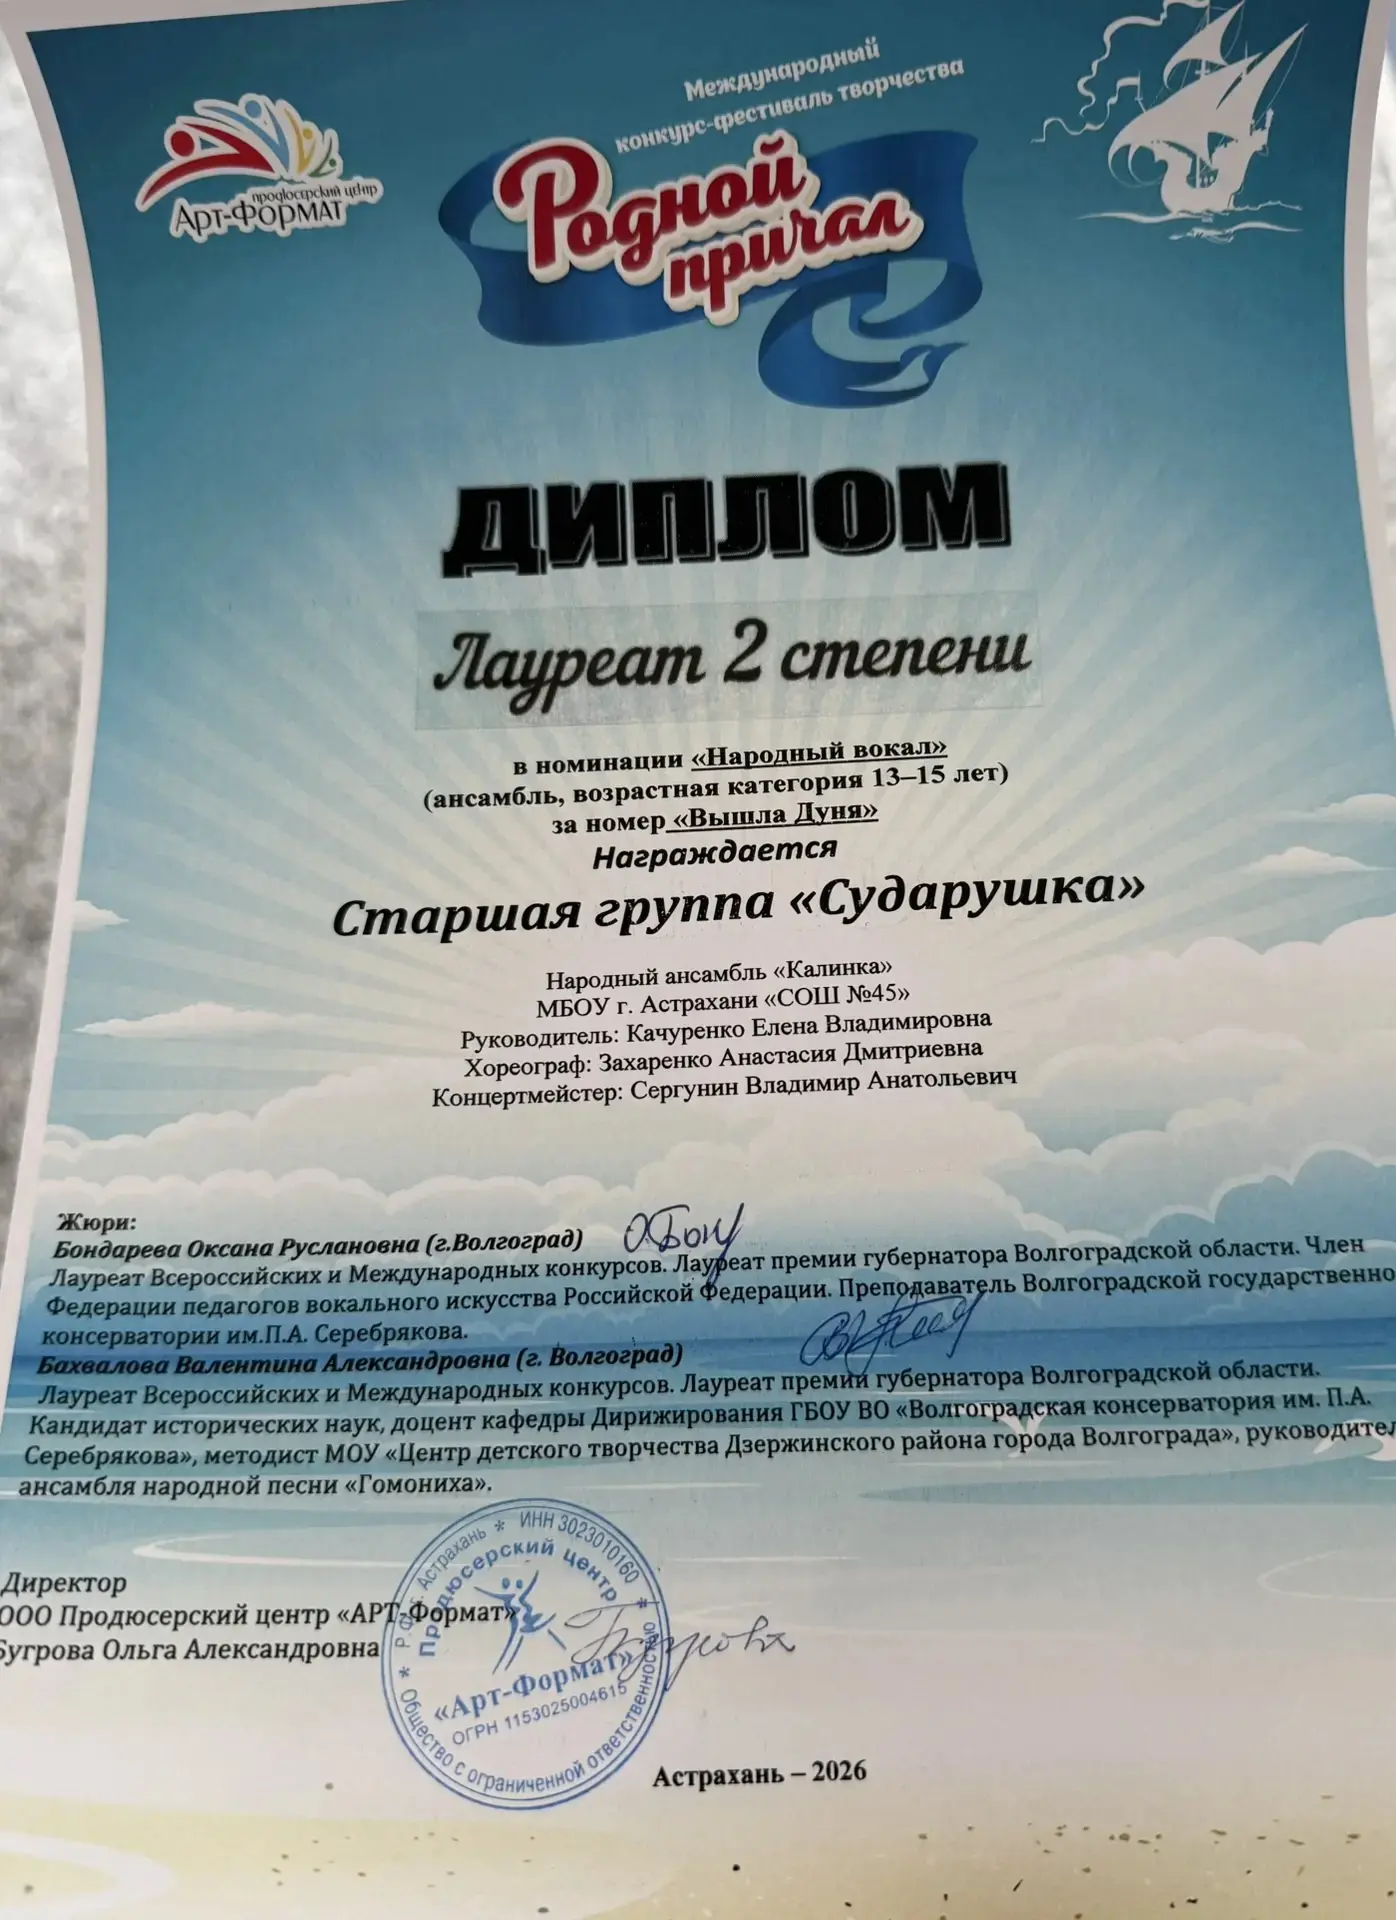 Международный
конкурс-фестиваль творчества
Родной
причал
продюсерский центр
Арт-Формат
ДИПЛОМ
Лауреат 2 степени
в номинации «Народный вокал»
(ансамбль, возрастная категория 13–15 лет)
за номер «Вышла Дуня»
Награждается
Старшая группа «Сударушка»
Народный ансамбль «Калинка»
МБОУ г. Астрахани «СОШ №45»
Руководитель: Качуренко Елена Владимировна
Хореограф: Захаренко Анастасия Дмитриевна
Концертмейстер: Сергунин Владимир Анатольевич
Жюри:
Бондарева Оксана Руслановна (г.Волгоград)
Лауреат Всероссийских и Международных конкурсов. Лауреат премии губернатора Волгоградской области. Член
Федерации педагогов вокального искусства Российской Федерации. Преподаватель Волгоградской государственно
консерватории им.П.А. Серебрякова.
Бахвалова Валентина Александровна (г. Волгоград)
Лауреат Всероссийских и Международных конкурсов. Лауреат премии губернатора Волгоградской области.
Кандидат исторических наук, доцент кафедры Дирижирования ГБОУ ВО «Волгоградская консерватория им. П.А.
Серебрякова», методист МОУ «Центр детского творчества Дзержинского района города Волгограда», руководител
ансамбля народной песни «Гомониха».
Директор
ООО Продюсерский центр «АРТ-Формат»
Бугрова Ольга Александровна
Р.Ф. г. Астрахань * ИНН 3023010160 *
Общество с ограниченной ответственностью *
Продюсерский центр
«Арт-Формат»
ОГРН 1153025004615
Астрахань – 2026